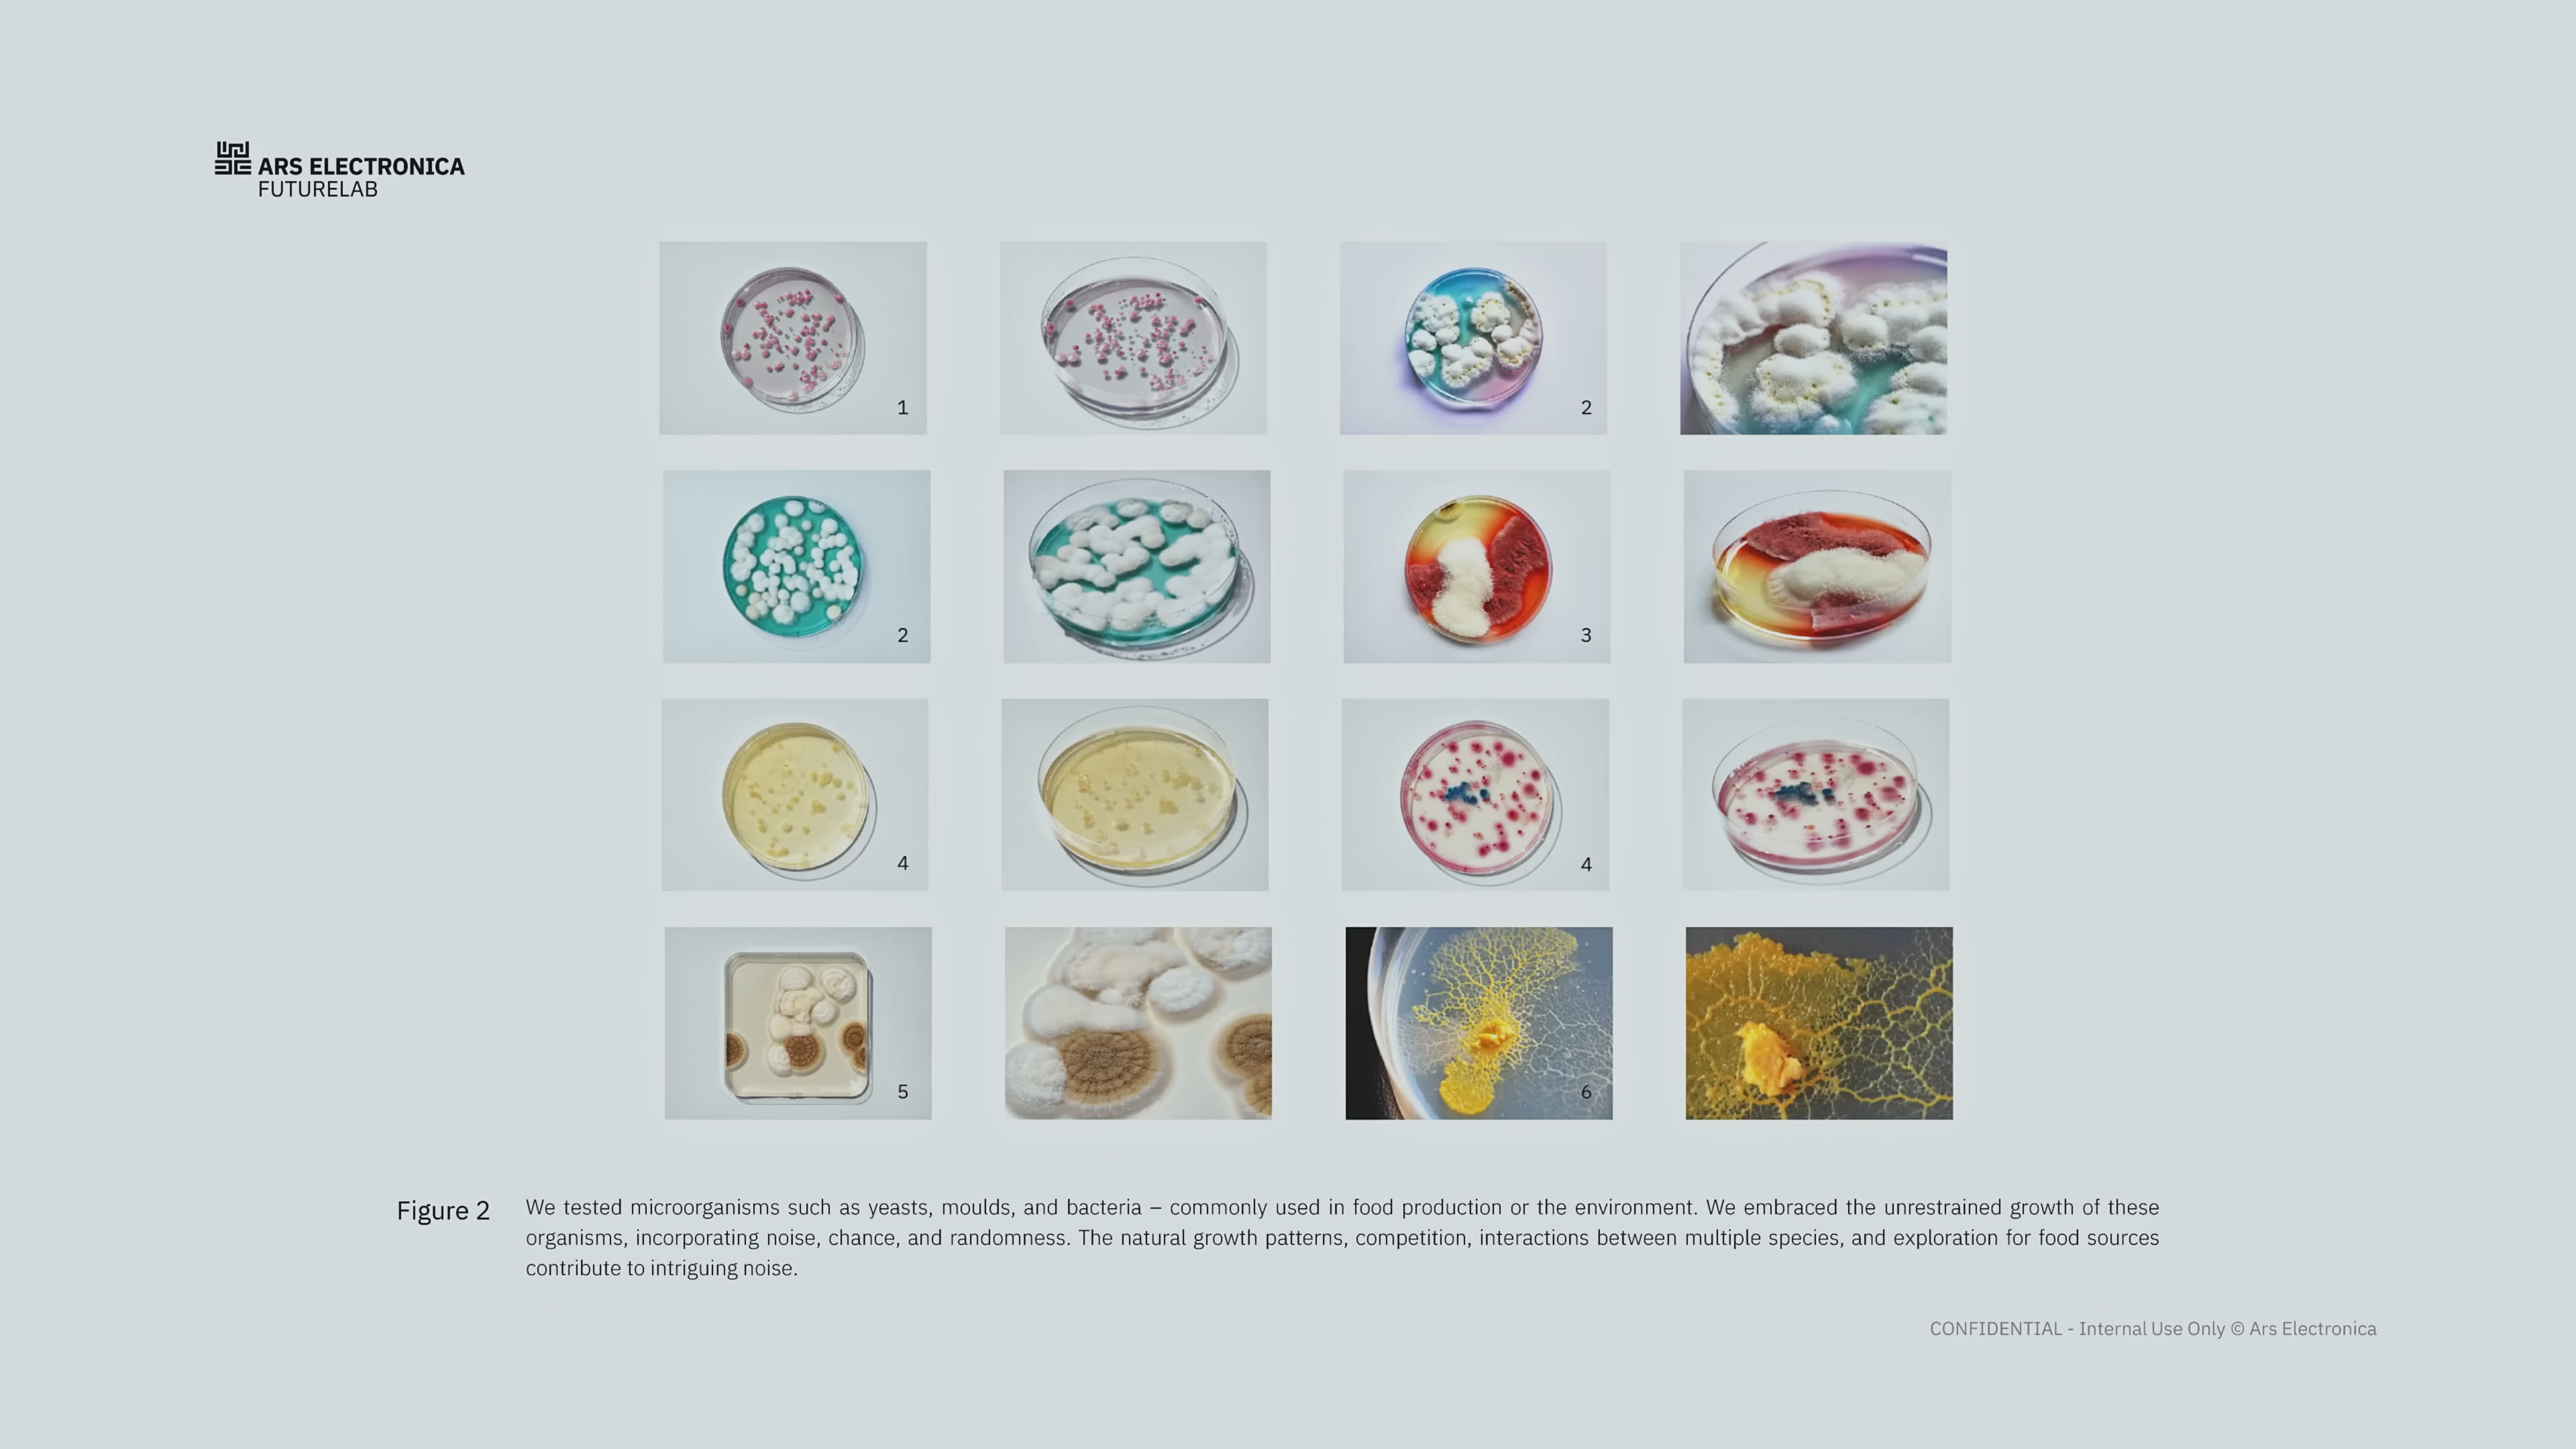 ARS ELECTRONICA
FUTURELAB
1
2
2
3
4
4
5
6
Figure 2
We tested microorganisms such as yeasts, moulds, and bacteria – commonly used in food production or the environment. We embraced the unrestrained growth of these
organisms, incorporating noise, chance, and randomness. The natural growth patterns, competition, interactions between multiple species, and exploration for food sources
contribute to intriguing noise.
CONFIDENTIAL - Internal Use Only © Ars Electronica